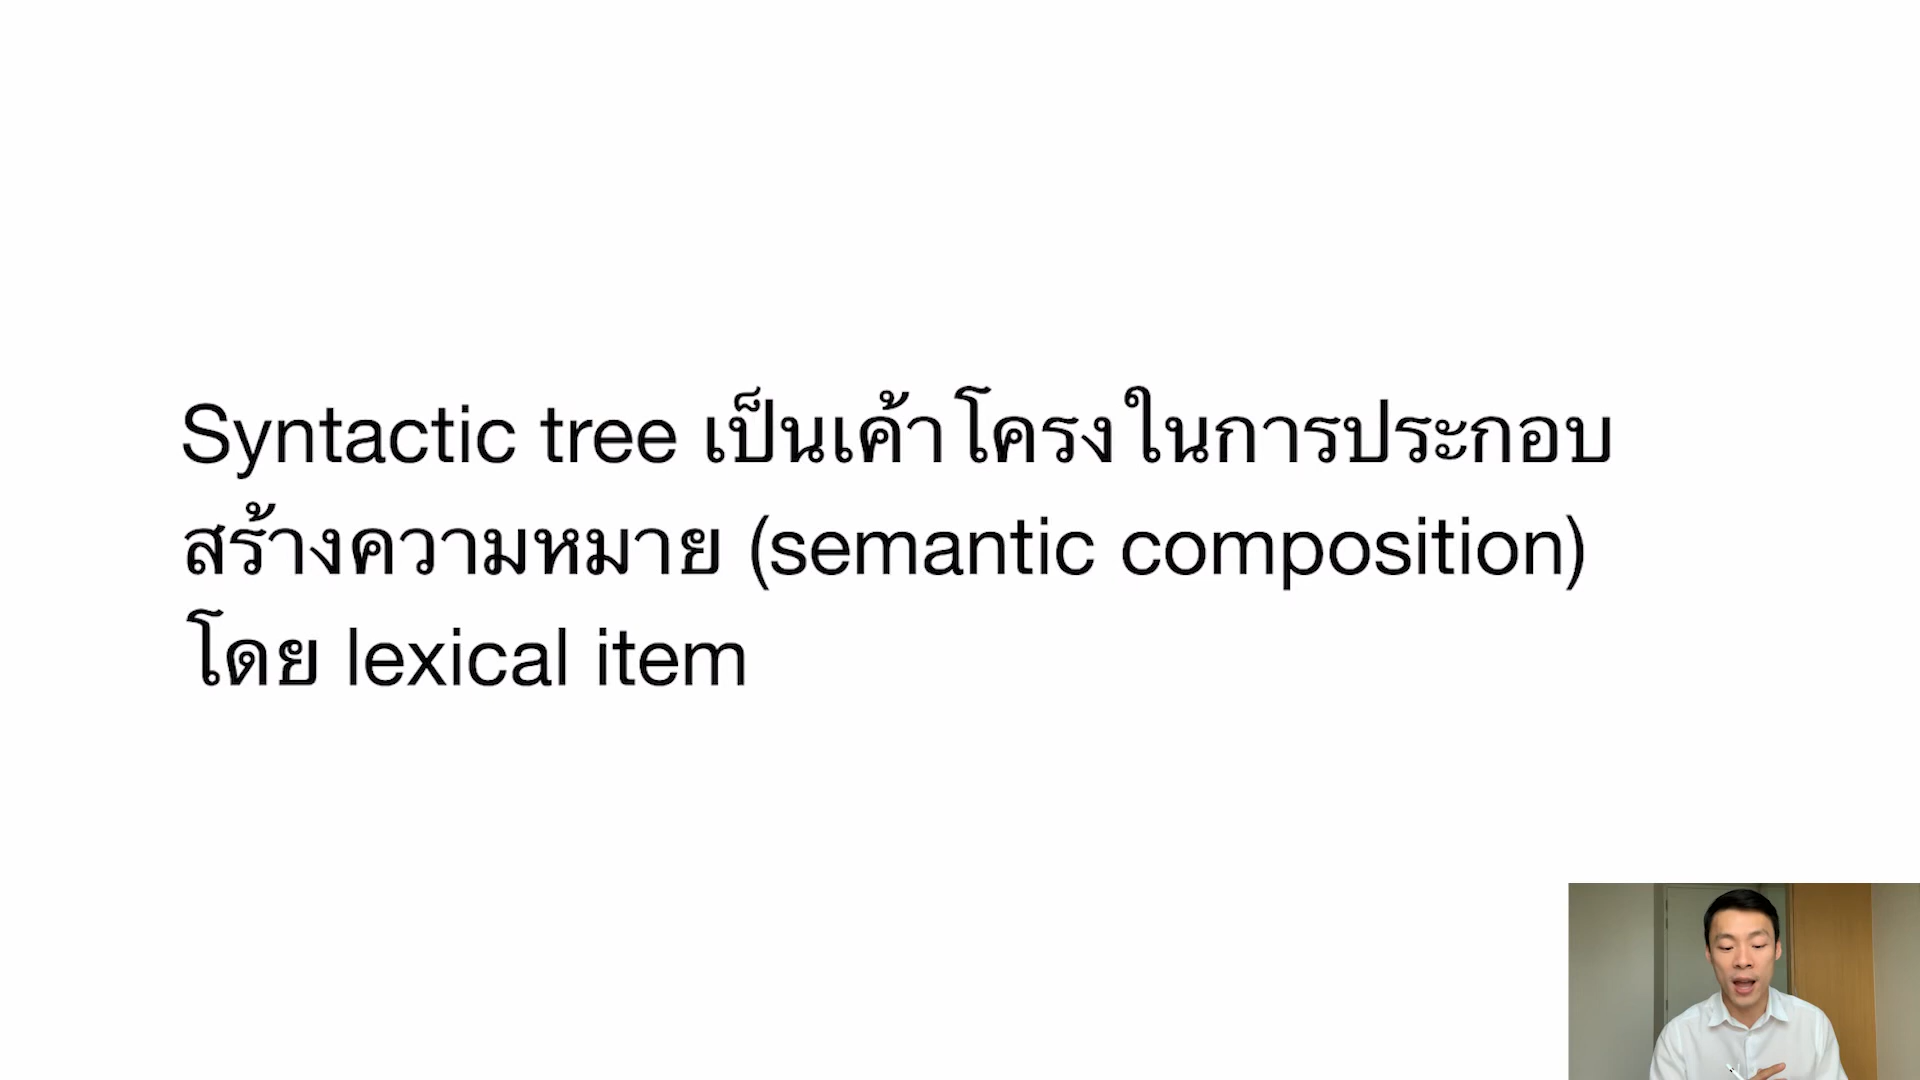 Syntactic tree เป็นเค้าโครงในการประกอบ
สร้างความหมาย (semantic composition)
โดย lexical item